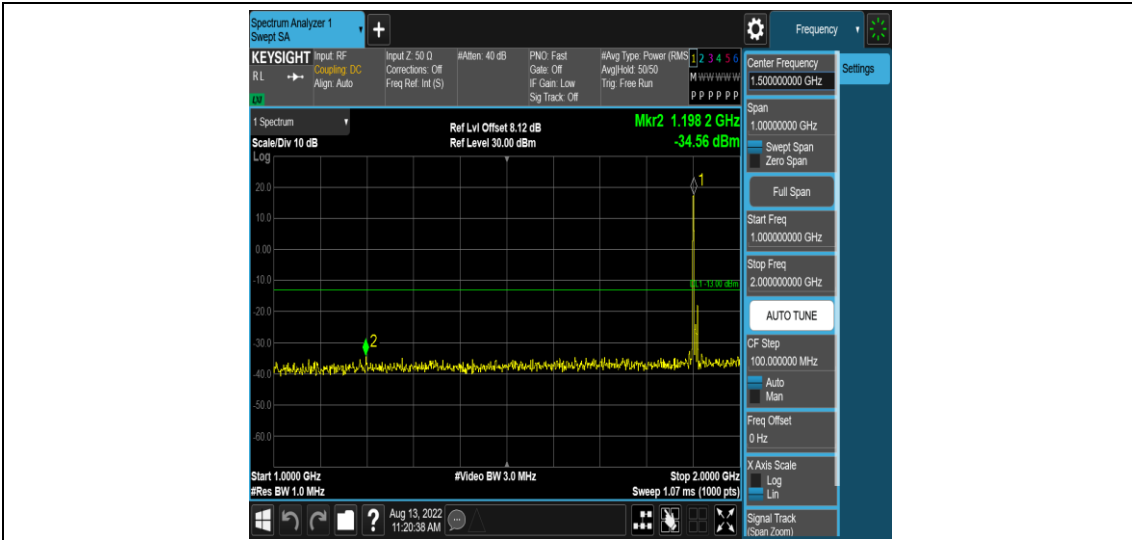 Spectrum Analyzer 1
Swept SA
+
Frequency
KEYSIGHT
RL
Input: RF
Coupling: DC
Align: Auto
Input Z: 50 Ω
Corrections: Off
Freq Ref: Int (S)
#Atten: 40 dB
PNO: Fast
Gate: Off
IF Gain: Low
Sig Track: Off
#Avg Type: Power (RMS
Avg|Hold: 50/50
Trig: Free Run
1 2 3 4 5 6
M W W W W W
P P P P P P
1 Spectrum
Scale/Div 10 dB
Log
Ref Lvl Offset 8.12 dB
Ref Level 30.00 dBm
Mkr2 1.198 2 GHz
-34.56 dBm
1
20.0
10.0
0.00
-10.0
DL1 -13.00 dBm
-20.0
-30.0
2
-40.0
-50.0
-60.0
Start 1.0000 GHz
#Res BW 1.0 MHz
#Video BW 3.0 MHz
Stop 2.0000 GHz
Sweep 1.07 ms (1000 pts)
?
Aug 13, 2022
11:20:38 AM
Center Frequency
1.500000000 GHz
Settings
Span
1.00000000 GHz
Swept Span
Zero Span
Full Span
Start Freq
1.000000000 GHz
Stop Freq
2.000000000 GHz
AUTO TUNE
CF Step
100.000000 MHz
Auto
Man
Freq Offset
0 Hz
X Axis Scale
Log
Lin
Signal Track
(Span Zoom)